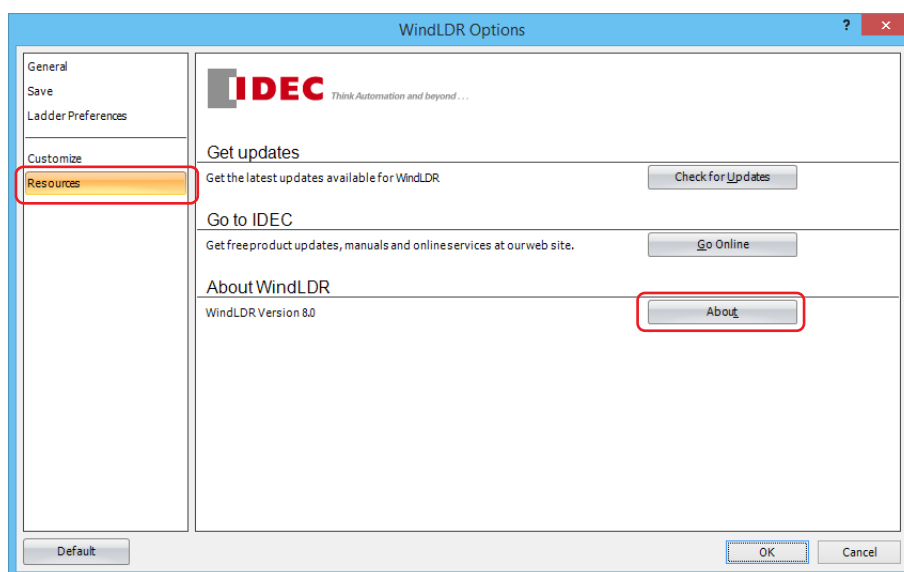 WindLDR Options
?
×
General
Save
Ladder Preferences
Customize
Resources
IDEC Think Automation and beyond...
Get updates
Get the latest updates available for WindLDR
Check for Updates
Go to IDEC
Get free product updates, manuals and online services at our web site.
Go Online
About WindLDR
WindLDR Version 8.0
About
Default
OK
Cancel